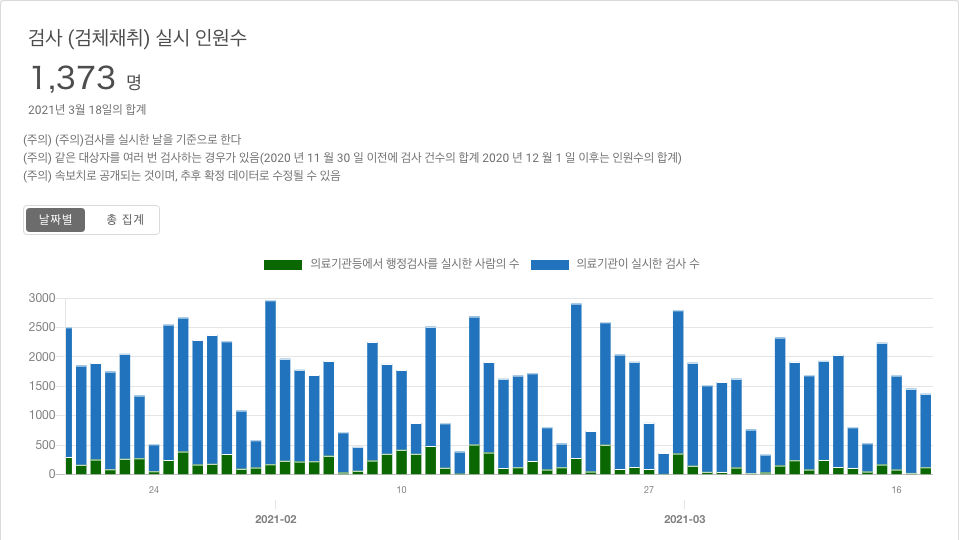 검사 (검체채취) 실시 인원수
1,373 명
2021년 3월 18일의 합계
(주의) (주의)검사를 실시한 날을 기준으로 한다
(주의) 같은 대상자를 여러 번 검사하는 경우가 있음(2020 년 11 월 30 일 이전에 검사 건수의 합계 2020 년 12 월 1 일 이후는 인원수의 합계)
(주의) 속보치로 공개되는 것이며, 추후 확정 데이터로 수정될 수 있음
날짜별 총 집계
의료기관등에서 행정검사를 실시한 사람의 수 의료기관이 실시한 검사 수
3000
2500
2000
1500
1000
500
0
24 10 27 16
2021-02 2021-03